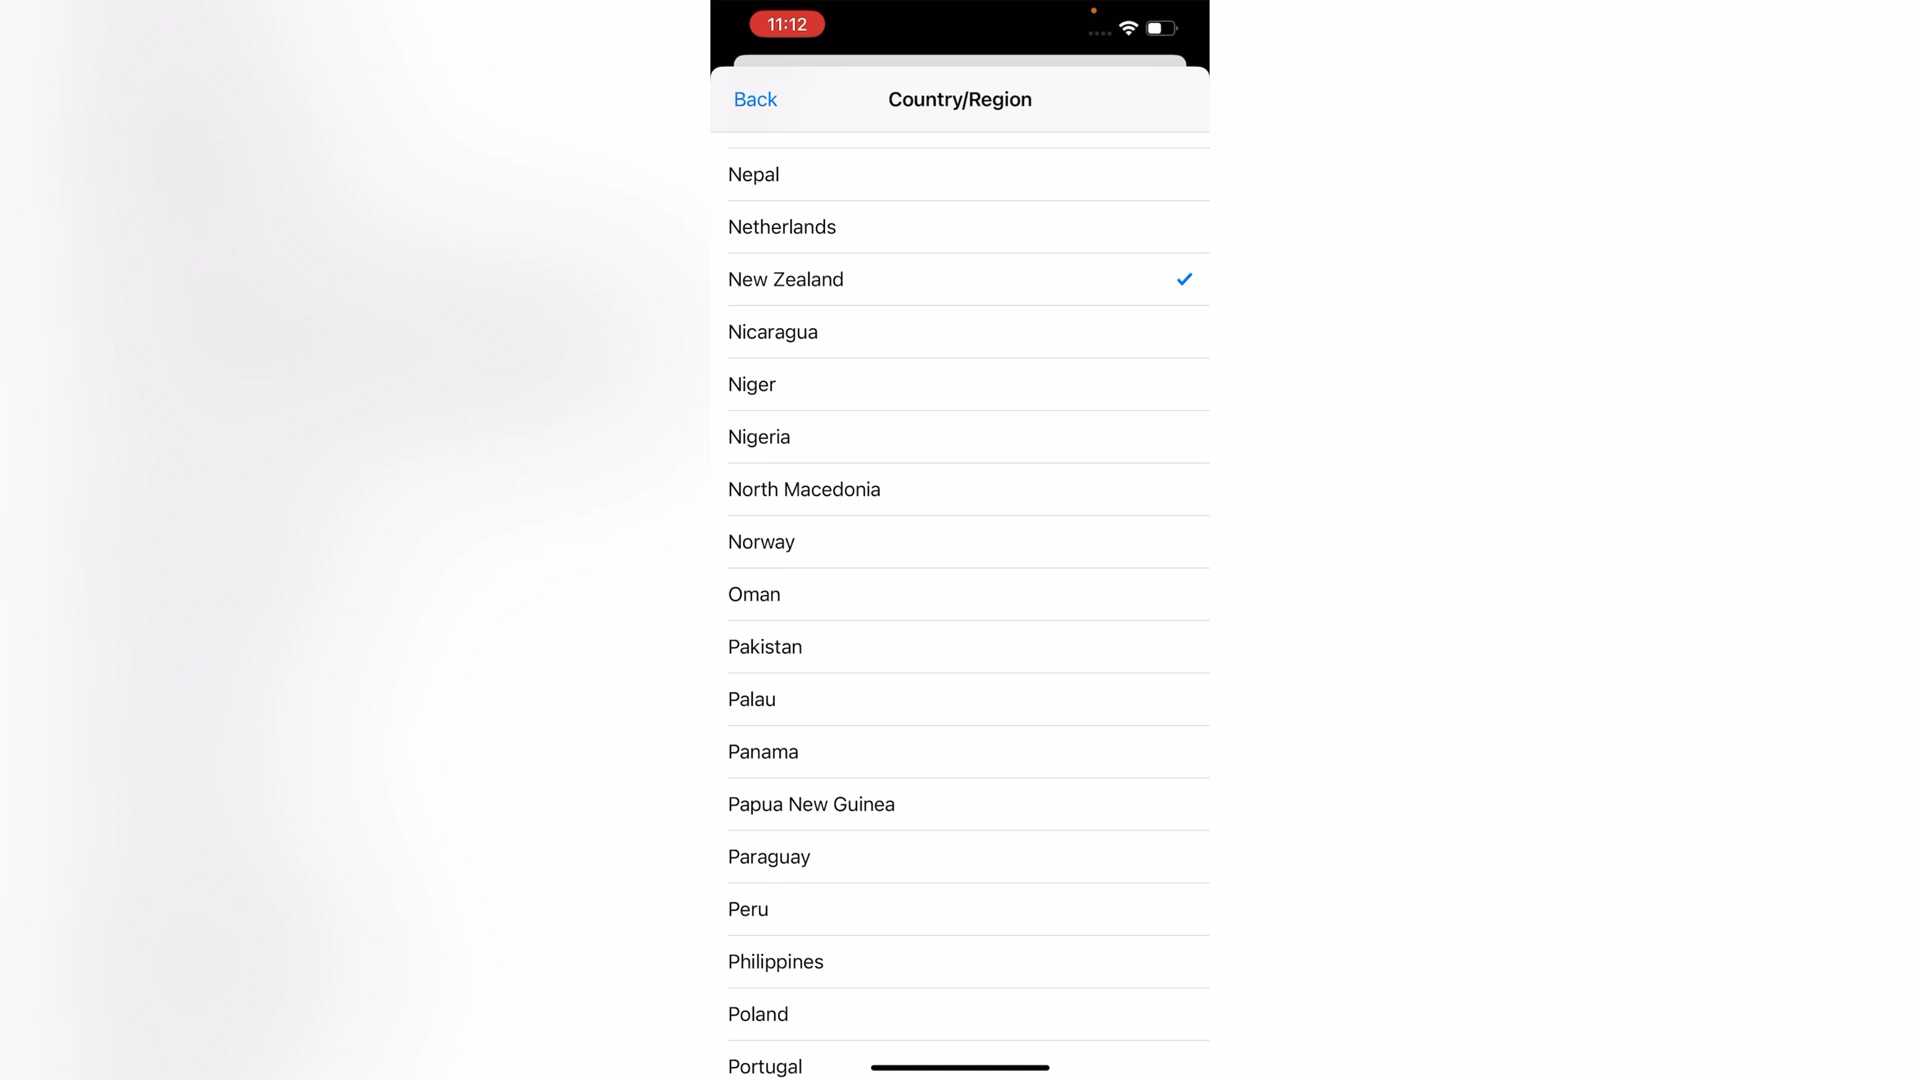 11:12
Back
Country/Region
Nepal
Netherlands
New Zealand
Nicaragua
Niger
Nigeria
North Macedonia
Norway
Oman
Pakistan
Palau
Panama
Papua New Guinea
Paraguay
Peru
Philippines
Poland
Portugal